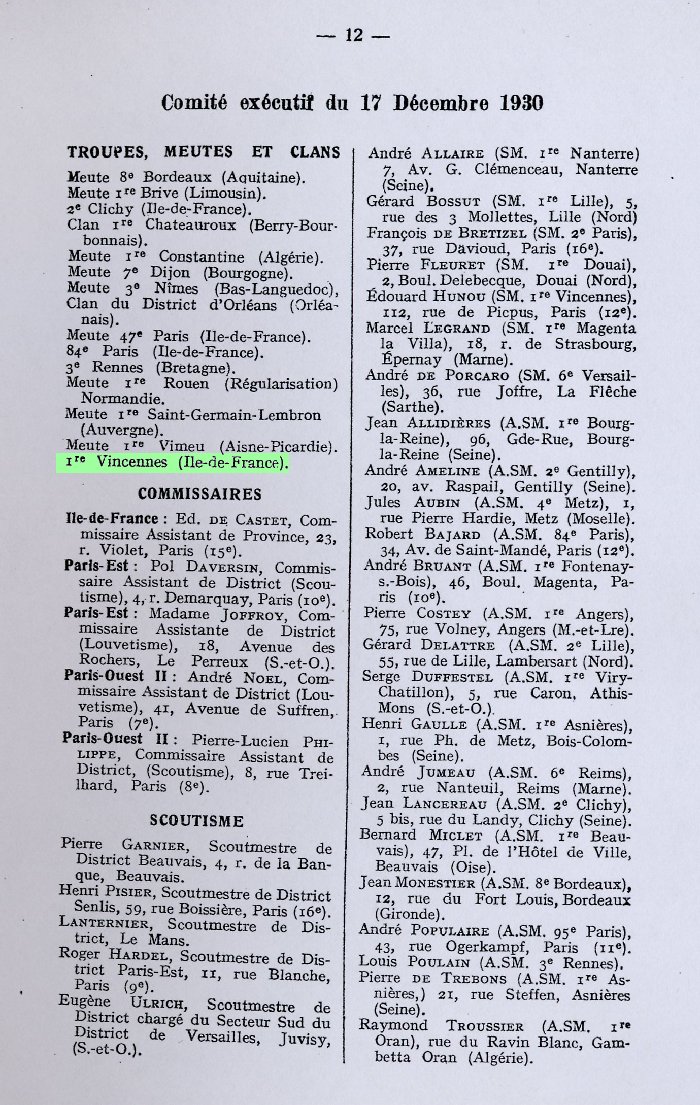 — 12 —
Comité exécutif du 17 Décembre 1930
TROUPES, MEUTES ET CLANS
Meute 8e Bordeaux (Aquitaine).
Meute 1re Brive (Limousin).
2e Clichy (Ile-de-France).
Clan 1re Chateauroux (Berry-Bour-
bonnais).
Meute 1re Constantine (Algérie).
Meute 7e Dijon (Bourgogne).
Meute 3e Nîmes (Bas-Languedoc),
Clan du District d'Orléans (Orléa-
nais).
Meute 47e Paris (Ile-de-France).
84e Paris (Ile-de-France).
3e Rennes (Bretagne).
Meute 1re Rouen (Régularisation)
Normandie.
Meute 1re Saint-Germain-Lembron
(Auvergne).
Meute 1re Vimeu (Aisne-Picardie).
1re Vincennes (Ile-de-France).
COMMISSAIRES
Ile-de-France : Ed. DE CASTET, Com-
missaire Assistant de Province, 23,
r. Violet, Paris (15e).
Paris-Est : Pol DAVERSIN, Commis-
saire Assistant de District (Scou-
tisme), 4, r. Demarquay, Paris (10e).
Paris-Est : Madame JOFFROY, Com-
missaire Assistante de District
(Louvetisme), 18, Avenue des
Rochers, Le Perreux (S.-et-O.).
Paris-Ouest II : André NOEL, Com-
missaire Assistant de District (Lou-
vetisme), 41, Avenue de Suffren,
Paris (7e).
Paris-Ouest II : Pierre-Lucien PHI-
LIPPE, Commissaire Assistant de
District, (Scoutisme), 8, rue Trei-
lhard, Paris (8e).
SCOUTISME
Pierre GARNIER, Scoutmestre de
District Beauvais, 4, r. de la Ban-
que, Beauvais.
Henri PISIER, Scoutmestre de District
Senlis, 59, rue Boissière, Paris (16e).
LANTERNIER, Scoutmestre de Dis-
trict, Le Mans.
Roger HARDEL, Scoutmestre de Dis-
trict Paris-Est, 11, rue Blanche,
Paris (9e).
Eugène ULRICH, Scoutmestre de
District chargé du Secteur Sud du
District de Versailles, Juvisy,
(S.-et-O.).
André ALLAIRE (SM. 1re Nanterre)
7, Av. G. Clémenceau, Nanterre
(Seine).
Gérard BOSSUT (SM. 1re Lille), 5,
rue des 3 Mollettes, Lille (Nord)
François DE BRETIZEL (SM. 2e Paris),
37, rue Davioud, Paris (16e).
Pierre FLEURET (SM. 1re Douai),
2, Boul. Delebecque, Douai (Nord),
Édouard HUNOU (SM. 1re Vincennes),
112, rue de Picpus, Paris (12e).
Marcel LEGRAND (SM. 1re Magenta
la Villa), 18, r. de Strasbourg,
Épernay (Marne).
André DE PORCARO (SM. 6e Versail-
les), 36, rue Joffre, La Flêche
(Sarthe).
Jean ALLIDIÈRES (A.SM. 1re Bourg-
la-Reine), 96, Gde-Rue, Bourg-
la-Reine (Seine).
André AMELINE (A.SM. 2e Gentilly),
20, av. Raspail, Gentilly (Seine).
Jules AUBIN (A.SM. 4e Metz), 1,
rue Pierre Hardie, Metz (Moselle).
Robert BAJARD (A.SM. 84e Paris),
34, Av. de Saint-Mandé, Paris (12e).
André BRUANT (A.SM. 1re Fontenay-
s.-Bois), 46, Boul. Magenta, Pa-
ris (10e).
Pierre COSTEY (A.SM. 1re Angers),
75, rue Volney, Angers (M.-et-Lre).
Gérard DELATTRE (A.SM. 2e Lille),
55, rue de Lille, Lambersart (Nord).
Serge DUFFESTEL (A.SM. 1re Viry-
Chatillon), 5, rue Caron, Athis-
Mons (S.-et-O.).
Henri GAULLE (A.SM. 1re Asnières),
1, rue Ph. de Metz, Bois-Colom-
bes (Seine).
André JUMEAU (A.SM. 6e Reims),
2, rue Nanteuil, Reims (Marne).
Jean LANCEREAU (A.SM. 2e Clichy),
5 bis, rue du Landy, Clichy (Seine).
Bernard MICLET (A.SM. 1re Beau-
vais), 47, Pl. de l'Hôtel de Ville,
Beauvais (Oise).
Jean MONESTIER (A.SM. 8e Bordeaux),
12, rue du Fort Louis, Bordeaux
(Gironde).
André POPULAIRE (A.SM. 95e Paris),
43, rue Ogerkampf, Paris (11e).
Louis POULAIN (A.SM. 3e Rennes),
Pierre DE TREBONS (A.SM. 1re As-
nières,) 21, rue Steffen, Asnières
(Seine).
Raymond TROUSSIER (A.SM. 1re
Oran), rue du Ravin Blanc, Gam-
betta Oran (Algérie).